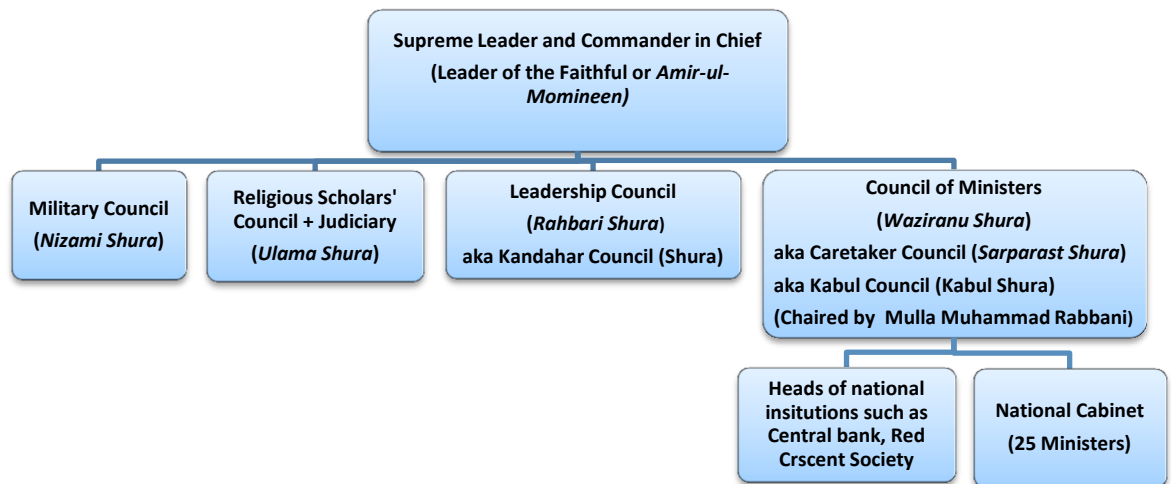 Supreme Leader and Commander in Chief
(Leader of the Faithful or Amir-ul-
Momineen)
Military Council
(Nizami Shura)
Religious Scholars'
Council + Judiciary
(Ulama Shura)
Leadership Council
(Rahbari Shura)
aka Kandahar Council (Shura)
Council of Ministers
(Waziranu Shura)
aka Caretaker Council (Sarparast Shura)
aka Kabul Council (Kabul Shura)
(Chaired by Mulla Muhammad Rabbani)
Heads of national
insitutions such as
Central bank, Red
Crscent Society
National Cabinet
(25 Ministers)